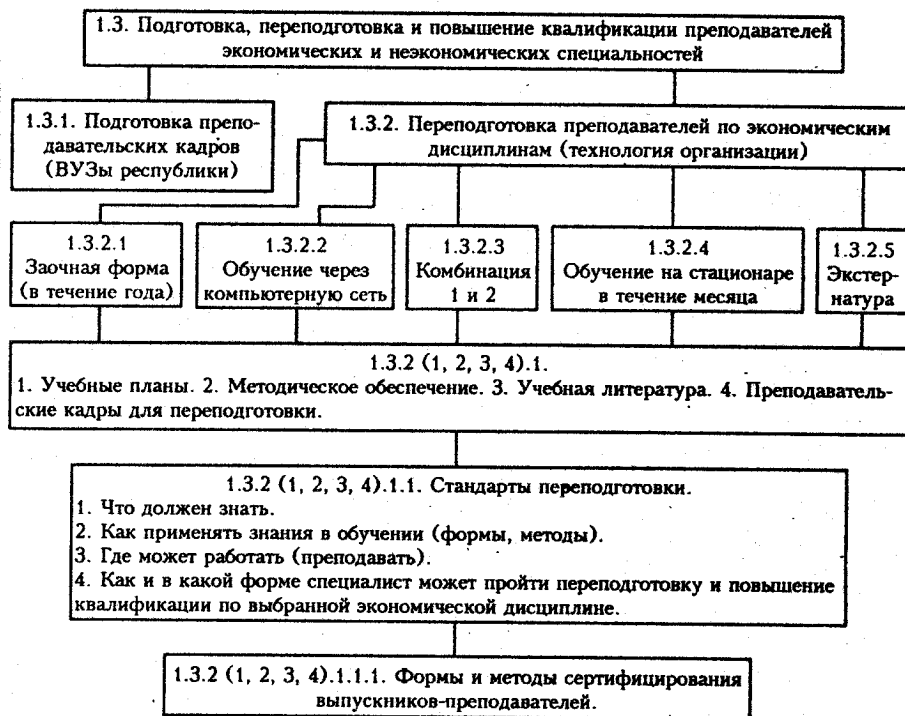 1.3. Подготовка, переподготовка и повышение квалификации преподавателей
экономических и неэкономических специальностей
1.3.1. Подготовка препо-
давательских кадров
(ВУЗы республики)
1.3.2. Переподготовка преподавателей по экономическим
дисциплинам (технология организации)
1.3.2.1
Заочная форма
(в течение года)
1.3.2.2
Обучение через
компьютерную сеть
1.3.2.3
Комбинация
1 и 2
1.3.2.4
Обучение на стационаре
в течение месяца
1.3.2.5
Экстер-
натура
1.3.2 (1, 2, 3, 4).1.
1. Учебные планы. 2. Методическое обеспечение. 3. Учебная литература. 4. Преподаватель-
ские кадры для переподготовки.
1.3.2 (1, 2, 3, 4).1.1. Стандарты переподготовки.
1. Что должен знать.
2. Как применять знания в обучении (формы, методы).
3. Где может работать (преподавать).
4. Как и в какой форме специалист может пройти переподготовку и повышение
квалификации по выбранной экономической дисциплине.
1.3.2 (1, 2, 3, 4).1.1.1. Формы и методы сертифицирования
выпускников-преподавателей.